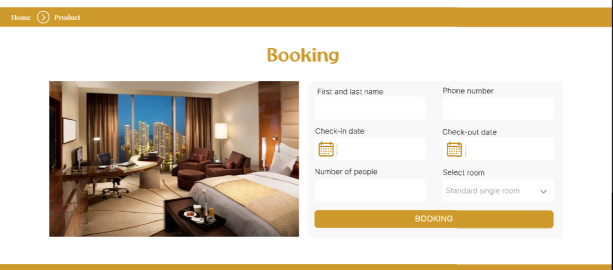 Home Product
Booking
First and last name
Phone number
Check-in date
Check-out date
Number of people
Select room
Standard single room
BOOKING